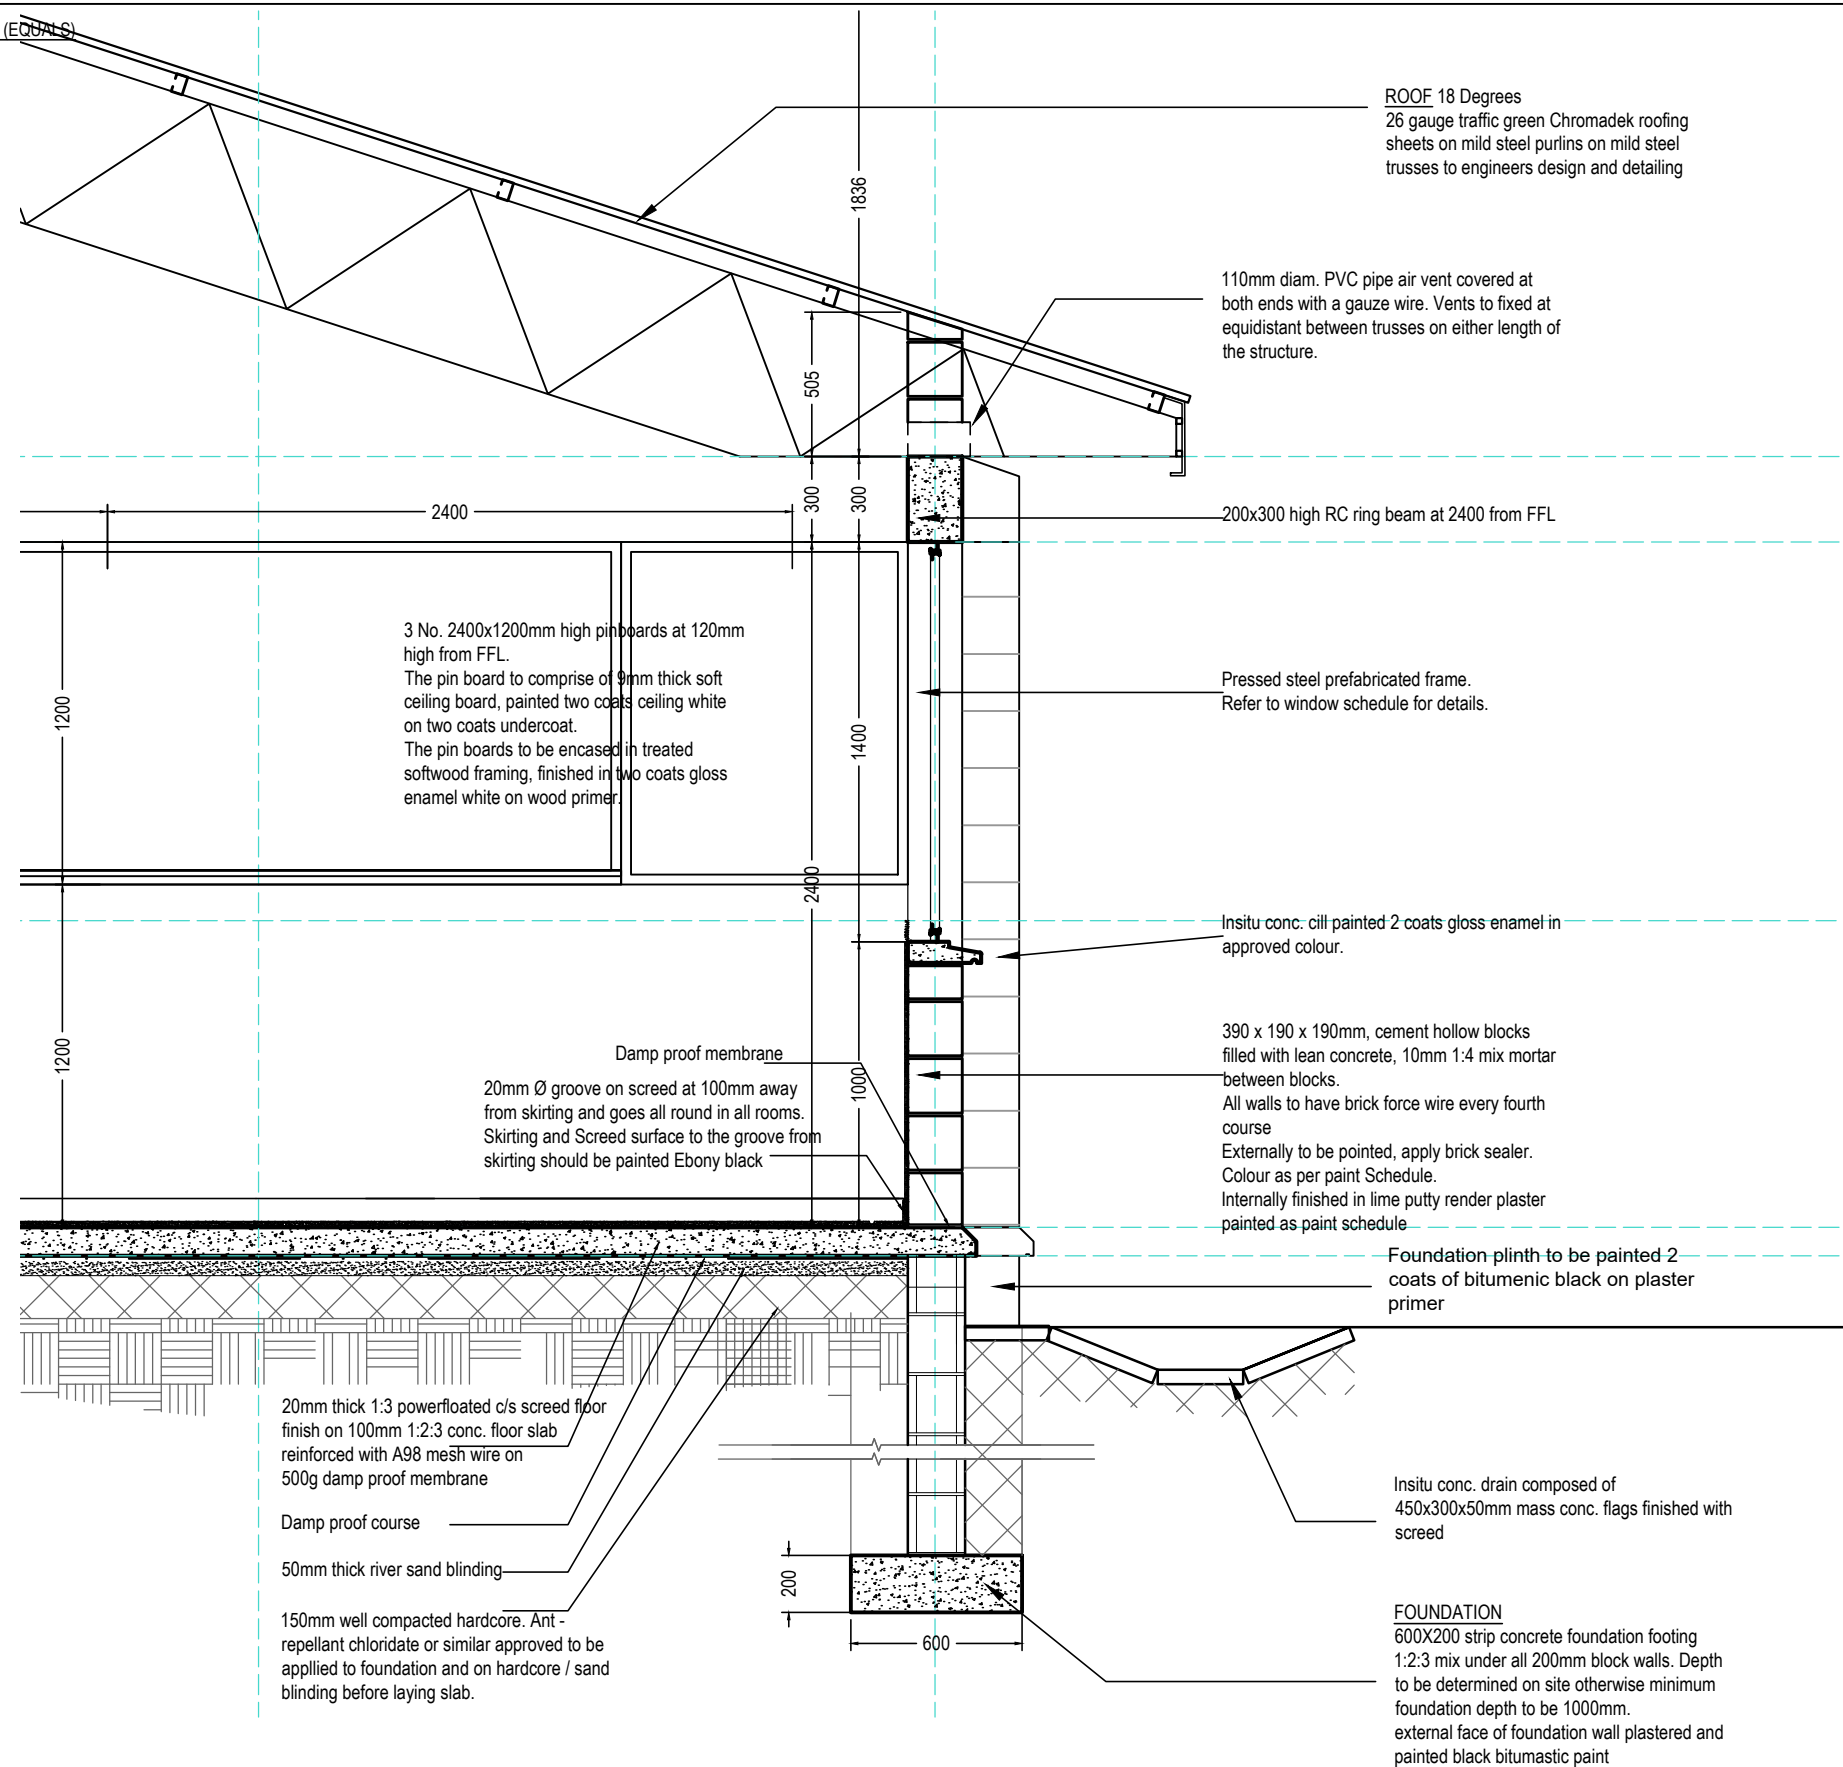 (EQUALS)
ROOF 18 Degrees
26 gauge traffic green Chromadek roofing
sheets on mild steel purlins on mild steel
trusses to engineers design and detailing
1836
110mm diam. PVC pipe air vent covered at
both ends with a gauze wire. Vents to fixed at
equidistant between trusses on either length of
the structure.
505
300
300
2400
200x300 high RC ring beam at 2400 from FFL
3 No. 2400x1200mm high pinboards at 120mm
high from FFL.
The pin board to comprise of 9mm thick soft
ceiling board, painted two coats ceiling white
on two coats undercoat.
The pin boards to be encased in treated
softwood framing, finished in two coats gloss
enamel white on wood primer.
1200
1400
2400
Pressed steel prefabricated frame.
Refer to window schedule for details.
Insitu conc. cill painted 2 coats gloss enamel in
approved colour.
1200
1000
Damp proof membrane
20mm Ø groove on screed at 100mm away
from skirting and goes all round in all rooms.
Skirting and Screed surface to the groove from
skirting should be painted Ebony black
390 x 190 x 190mm, cement hollow blocks
filled with lean concrete, 10mm 1:4 mix mortar
between blocks.
All walls to have brick force wire every fourth
course
Externally to be pointed, apply brick sealer.
Colour as per paint Schedule.
Internally finished in lime putty render plaster
painted as paint schedule
Foundation plinth to be painted 2
coats of bitumenic black on plaster
primer
20mm thick 1:3 powerfloated c/s screed floor
finish on 100mm 1:2:3 conc. floor slab
reinforced with A98 mesh wire on
500g damp proof membrane
Damp proof course
50mm thick river sand blinding
150mm well compacted hardcore. Ant -
repellant chloridate or similar approved to be
appllied to foundation and on hardcore / sand
blinding before laying slab.
200
600
Insitu conc. drain composed of
450x300x50mm mass conc. flags finished with
screed
FOUNDATION
600X200 strip concrete foundation footing
1:2:3 mix under all 200mm block walls. Depth
to be determined on site otherwise minimum
foundation depth to be 1000mm.
external face of foundation wall plastered and
painted black bitumastic paint